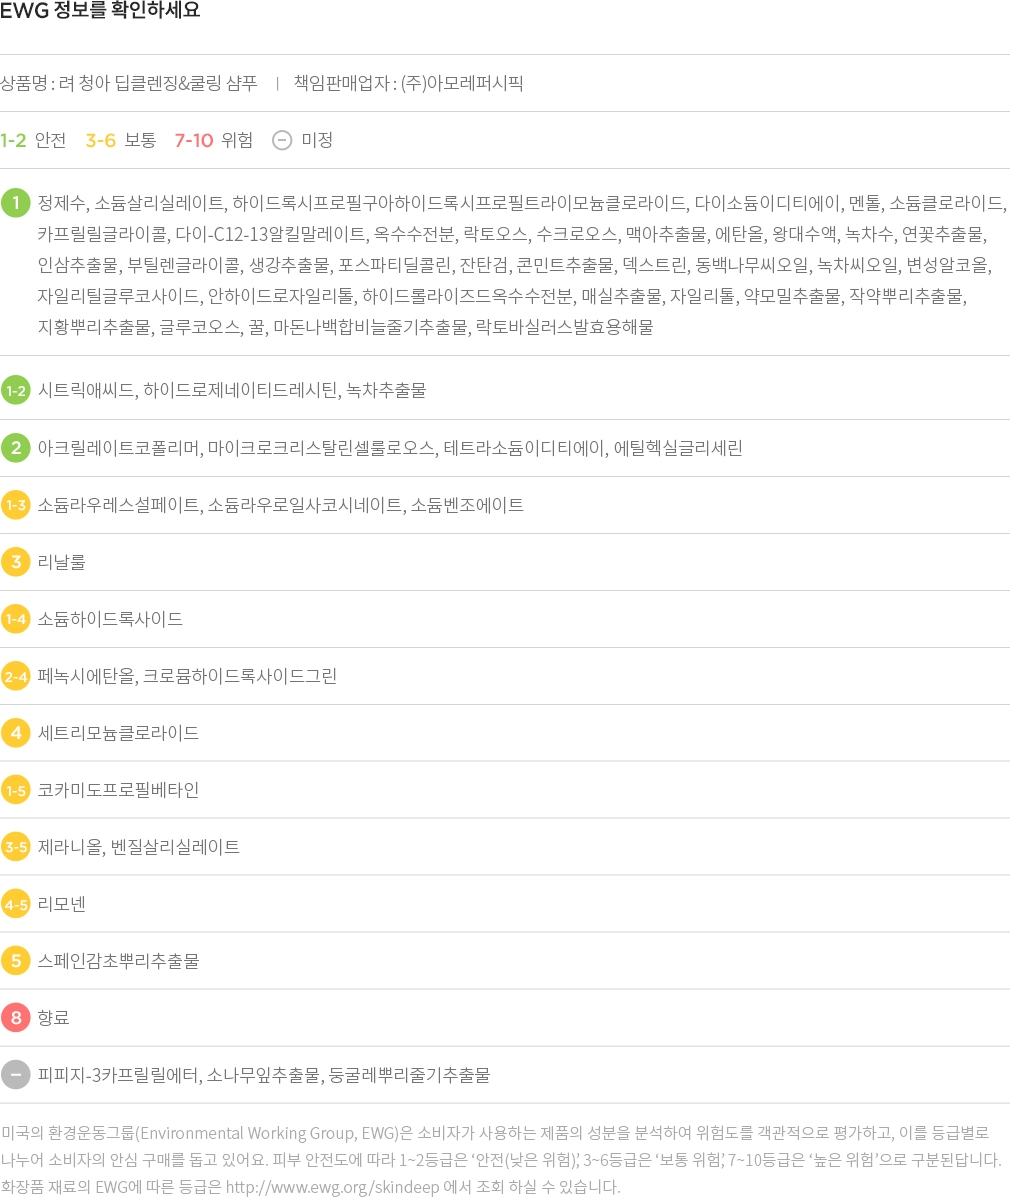 EWG 정보를 확인하세요
상품명 : 려 청아 딥클렌징&쿨링 샴푸 | 책임판매업자 : (주)아모레퍼시픽
1-2 안전 3-6 보통 7-10 위험 - 미정
1 정제수, 소듐살리실레이트, 하이드록시프로필구아하이드록시프로필트라이모늄클로라이드, 다이소듐이디티에이, 멘톨, 소듐클로라이드,
카프릴릴글라이콜, 다이-C12-13알킬말레이트, 옥수수전분, 락토오스, 수크로오스, 맥아추출물, 에탄올, 왕대수액, 녹차수, 연꽃추출물,
인삼추출물, 부틸렌글라이콜, 생강추출물, 포스파티딜콜린, 잔탄검, 콘민트추출물, 덱스트린, 동백나무씨오일, 녹차씨오일, 변성알코올,
자일리틸글루코사이드, 안하이드로자일리톨, 하이드롤라이즈드옥수수전분, 매실추출물, 자일리톨, 약모밀추출물, 작약뿌리추출물,
지황뿌리추출물, 글루코오스, 꿀, 마돈나백합비늘줄기추출물, 락토바실러스발효용해물
1-2 시트릭애씨드, 하이드로제네이티드레시틴, 녹차추출물
2 아크릴레이트코폴리머, 마이크로크리스탈린셀룰로오스, 테트라소듐이디티에이, 에틸헥실글리세린
1-3 소듐라우레스설페이트, 소듐라우로일사코시네이트, 소듐벤조에이트
3 리날룰
1-4 소듐하이드록사이드
2-4 페녹시에탄올, 크로뮴하이드록사이드그린
4 세트리모늄클로라이드
1-5 코카미도프로필베타인
3-5 제라니올, 벤질살리실레이트
4-5 리모넨
5 스페인감초뿌리추출물
8 향료
- 피피지-3카프릴릴에터, 소나무잎추출물, 둥굴레뿌리줄기추출물
미국의 환경운동그룹(Environmental Working Group, EWG)은 소비자가 사용하는 제품의 성분을 분석하여 위험도를 객관적으로 평가하고, 이를 등급별로
나누어 소비자의 안심 구매를 돕고 있어요. 피부 안전도에 따라 1~2등급은 ‘안전(낮은 위험)’, 3~6등급은 ‘보통 위험’, 7~10등급은 ‘높은 위험’으로 구분된답니다.
화장품 재료의 EWG에 따른 등급은 http://www.ewg.org/skindeep 에서 조회 하실 수 있습니다.